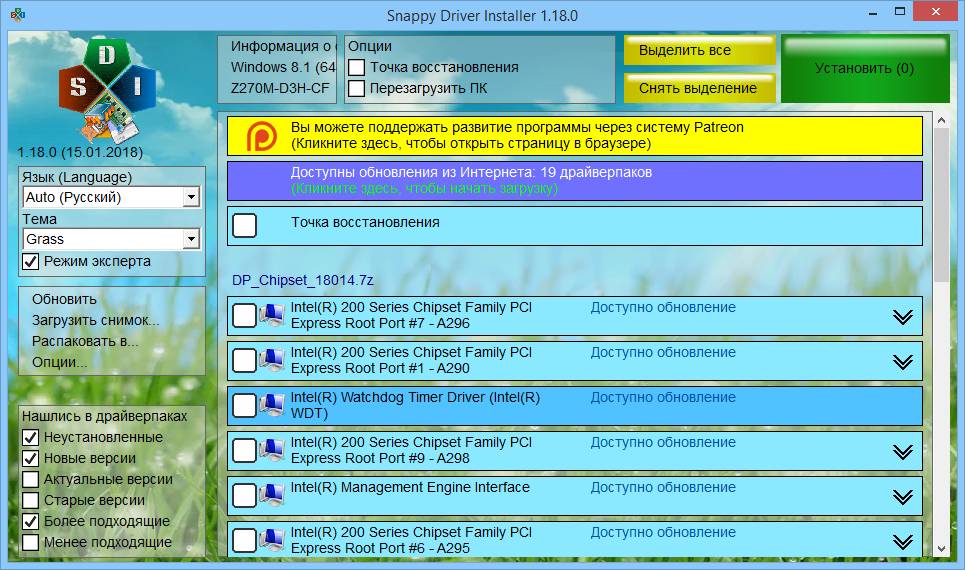 Snappy Driver Installer 1.18.0
S D I
1.18.0 (15.01.2018)
Язык (Language)
Auto (Русский)
Тема
Grass
Режим эксперта
Обновить
Загрузить снимок...
Распаковать в...
Опции...
Нашлись в драйверпаках
Неустановленные
Новые версии
Актуальные версии
Старые версии
Более подходящие
Менее подходящие
Информация о
Windows 8.1 (64
Z270M-D3H-CF
Опции
Точка восстановления
Перезагрузить ПК
Выделить все
Снять выделение
Установить (0)
Вы можете поддержать развитие программы через систему Patreon
(Кликните здесь, чтобы открыть страницу в браузере)
Доступны обновления из Интернета: 19 драйверпаков
(Кликните здесь, чтобы начать загрузку)
Точка восстановления
DP_Chipset_18014.7z
Intel(R) 200 Series Chipset Family PCI
Express Root Port #7 - A296
Доступно обновление
Intel(R) 200 Series Chipset Family PCI
Express Root Port #1 - A290
Доступно обновление
Intel(R) Watchdog Timer Driver (Intel(R)
WDT)
Доступно обновление
Intel(R) 200 Series Chipset Family PCI
Express Root Port #9 - A298
Доступно обновление
Intel(R) Management Engine Interface
Доступно обновление
Intel(R) 200 Series Chipset Family PCI
Express Root Port #6 - A295
Доступно обновление